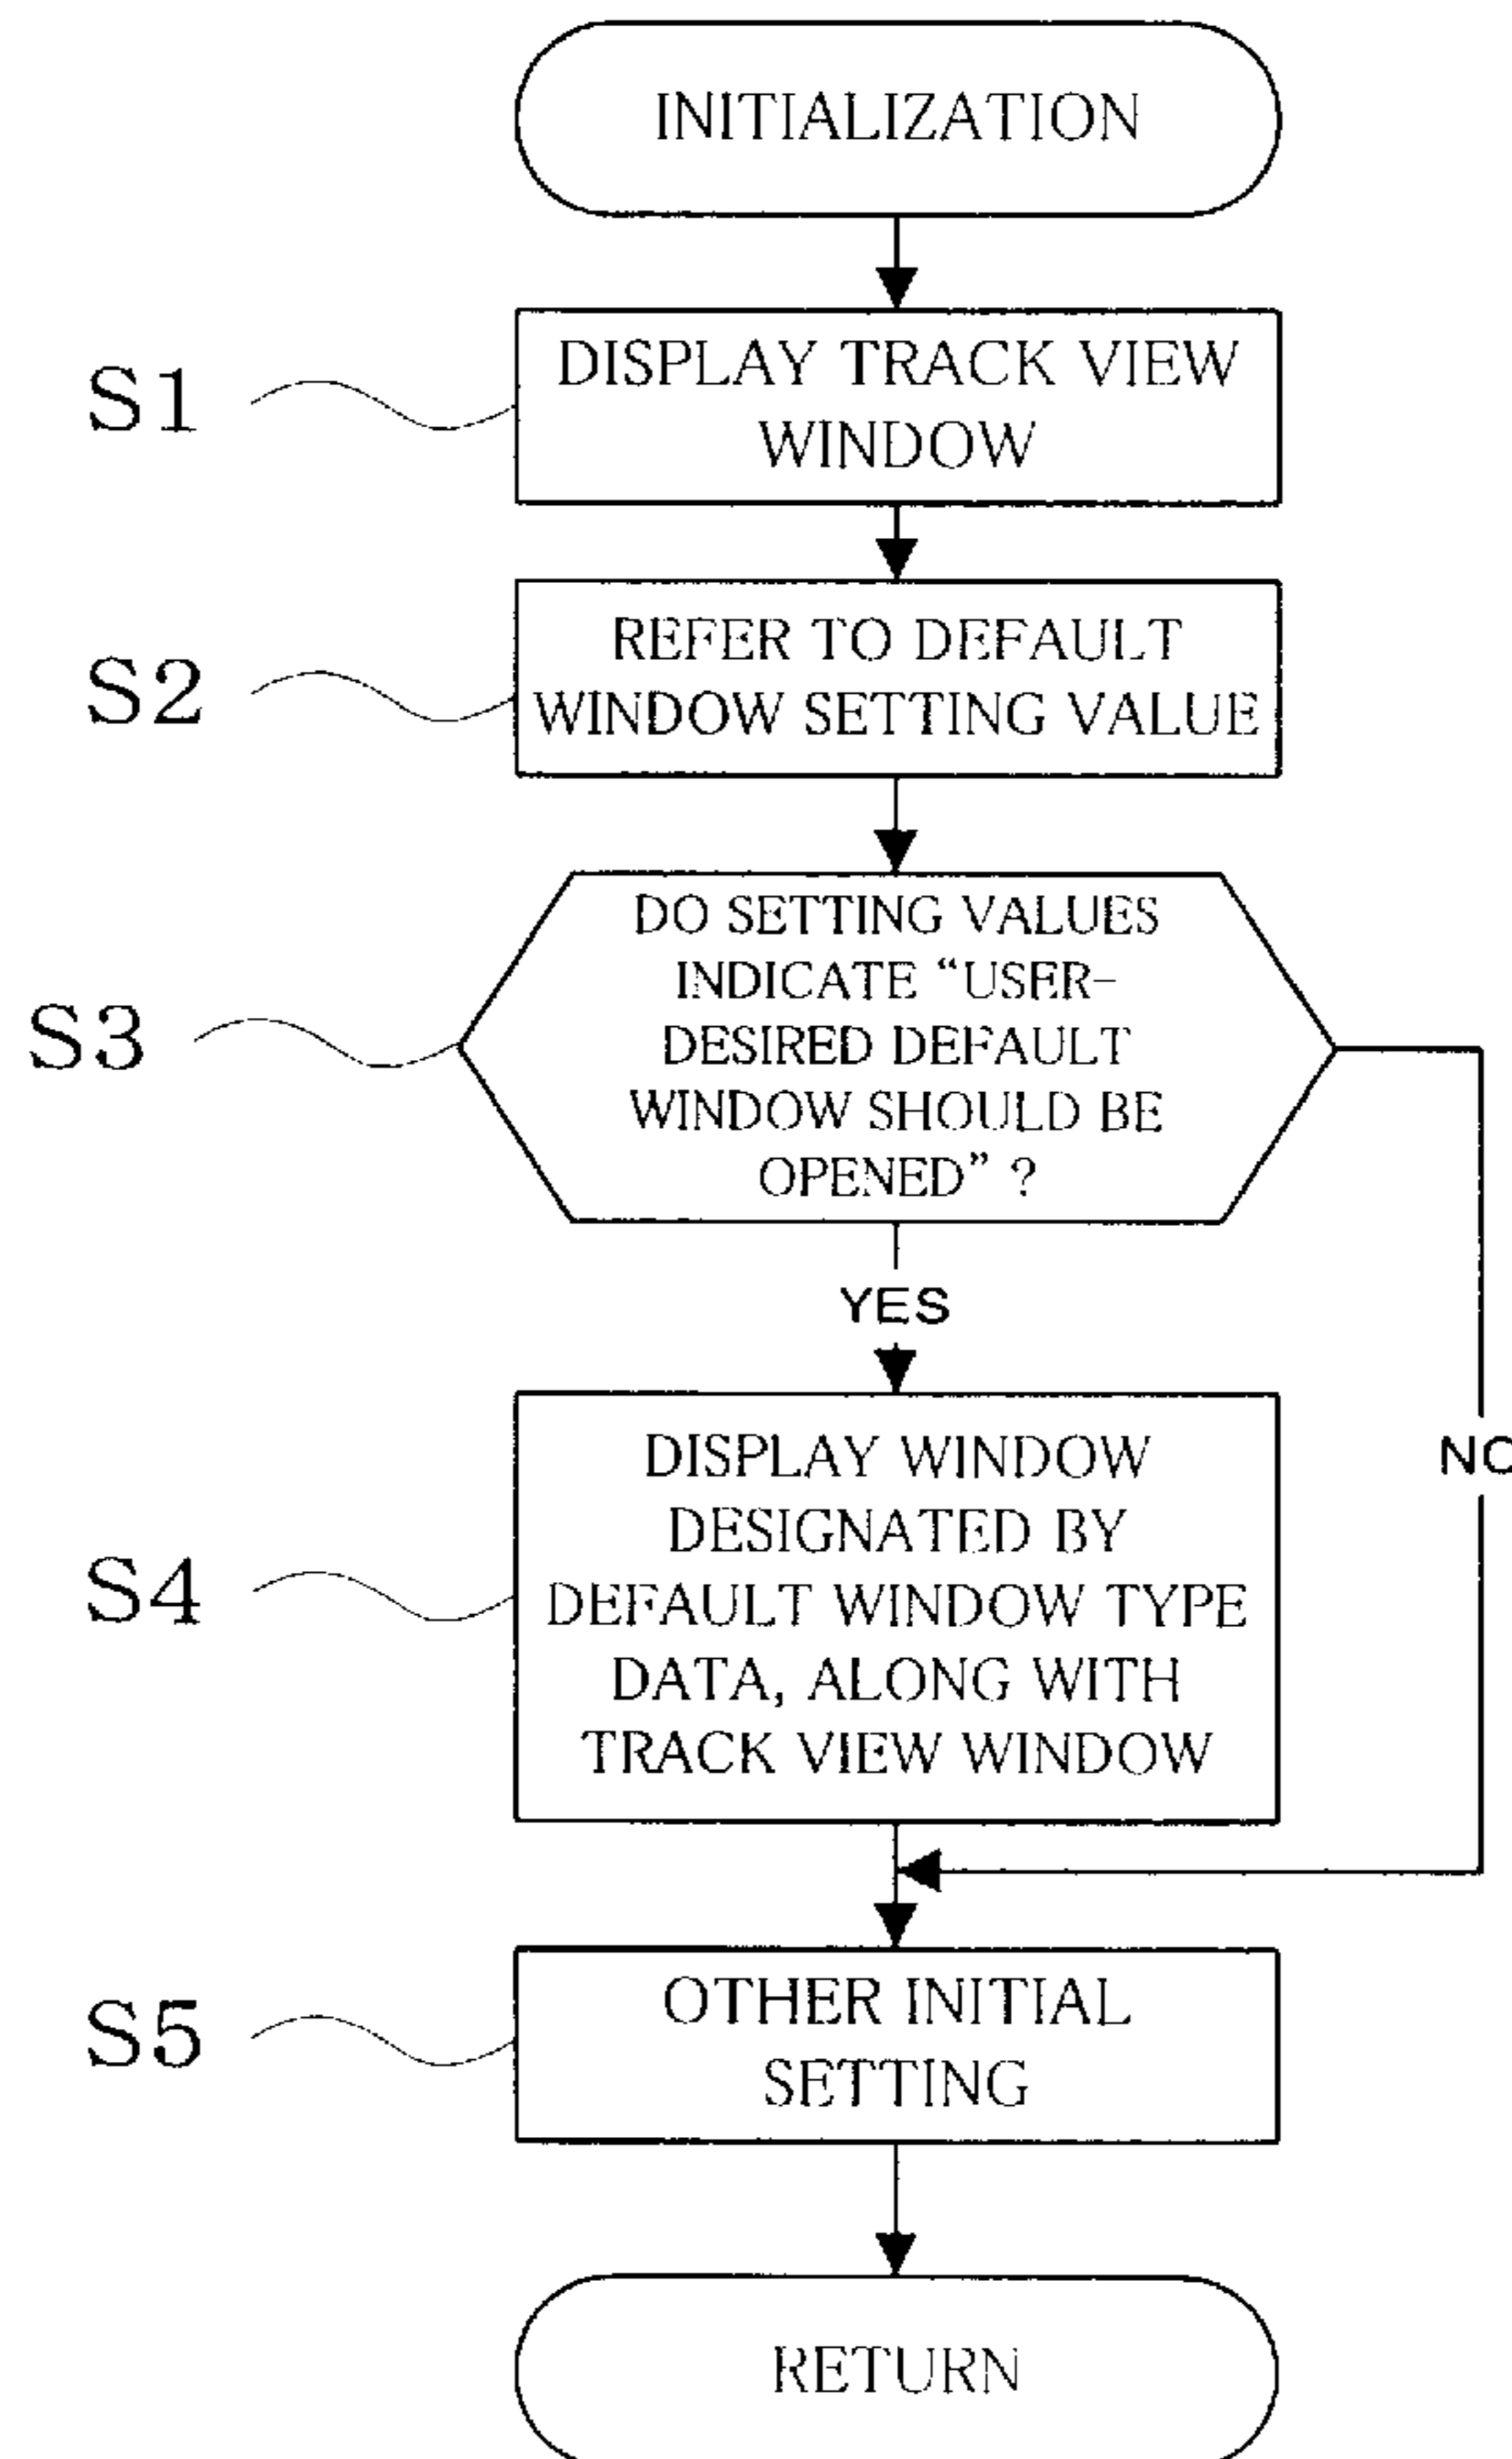 INITIALIZATION
S1
DISPLAY TRACK VIEW
WINDOW
S2
REFER TO DEFAULT
WINDOW SETTING VALUE
S3
DO SETTING VALUES
INDICATE “USER-
DESIRED DEFAULT
WINDOW SHOULD BE
OPENED” ?
YES
NO
S4
DISPLAY WINDOW
DESIGNATED BY
DEFAULT WINDOW TYPE
DATA, ALONG WITH
TRACK VIEW WINDOW
S5
OTHER INITIAL
SETTING
RETURN